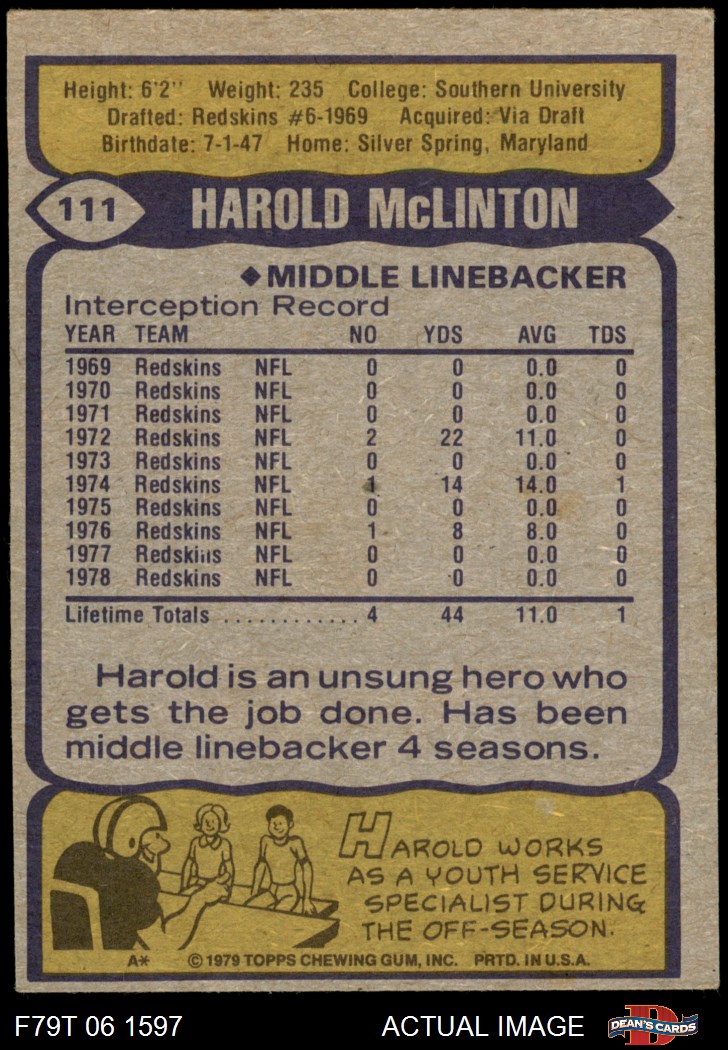 Height: 6'2" Weight: 235 College: Southern University
Drafted: Redskins #6-1969 Acquired: Via Draft
Birthdate: 7-1-47 Home: Silver Spring, Maryland
111 HAROLD McLINTON
◆MIDDLE LINEBACKER
Interception Record
YEAR TEAM NO YDS AVG TDS
1969 Redskins NFL 0 0 0.0 0
1970 Redskins NFL 0 0 0.0 0
1971 Redskins NFL 0 0 0.0 0
1972 Redskins NFL 2 22 11.0 0
1973 Redskins NFL 0 0 0.0 0
1974 Redskins NFL 1 14 14.0 1
1975 Redskins NFL 0 0 0.0 0
1976 Redskins NFL 1 8 8.0 0
1977 Redskins NFL 0 0 0.0 0
1978 Redskins NFL 0 0 0.0 0
Lifetime Totals ............ 4 44 11.0 1
Harold is an unsung hero who
gets the job done. Has been
middle linebacker 4 seasons.
HAROLD WORKS
AS A YOUTH SERVICE
SPECIALIST DURING
THE OFF-SEASON.
A* © 1979 TOPPS CHEWING GUM, INC. PRTD. IN U.S.A.
F79T 06 1597 ACTUAL IMAGE D DEAN'S CARDS